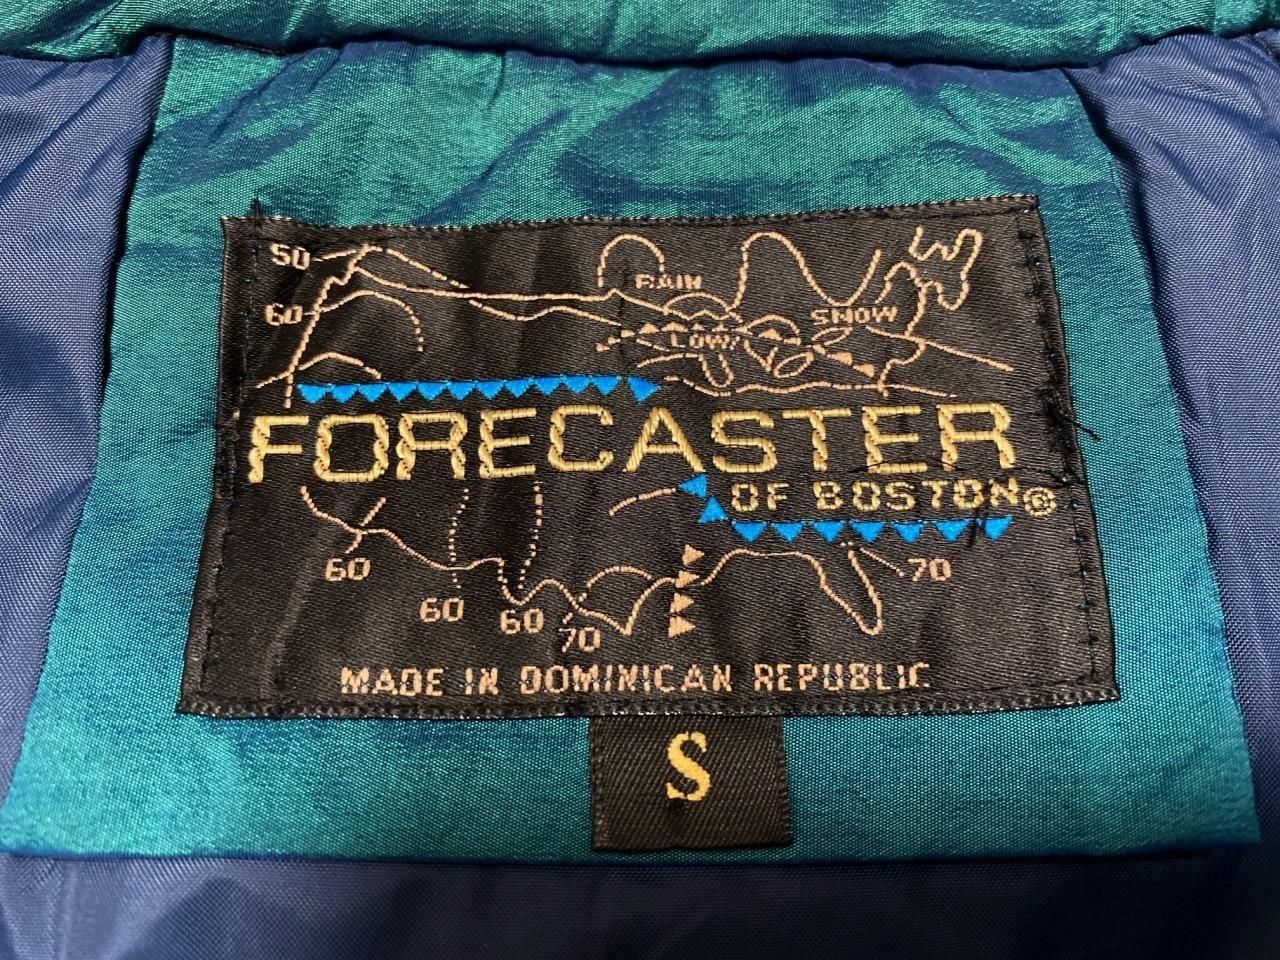 50
60
RAIN
SNOW
LOW
FORECASTER
OF BOSTON®
60
60
60
70
70
MADE IN DOMINICAN REPUBLIC
S